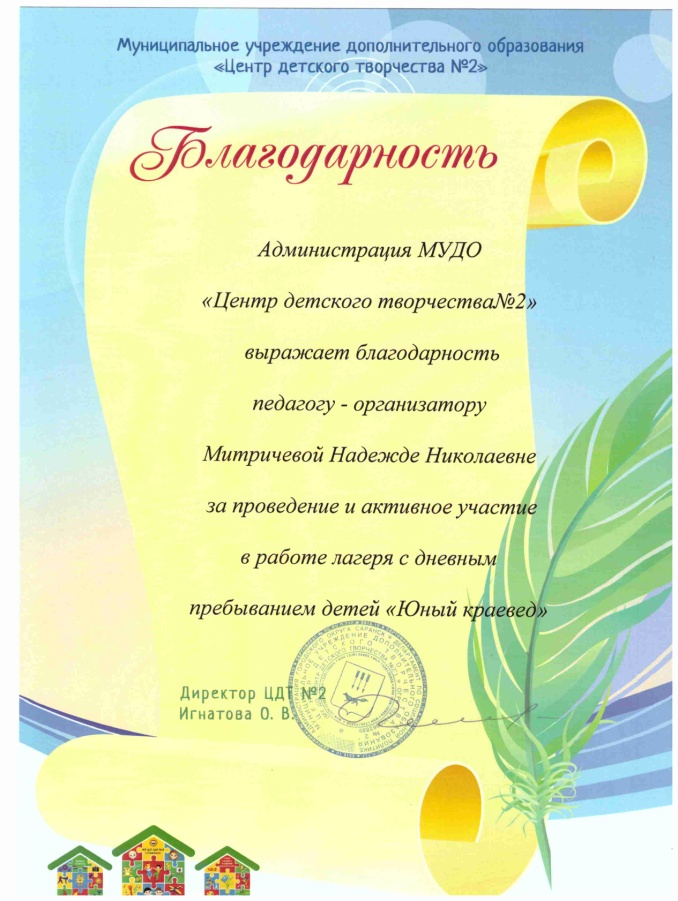 Муниципальное учреждение дополнительного образования
«Центр детского творчества №2»
Благодарность
Администрация МУДО
«Центр детского творчества№2»
выражает благодарность
педагогу - организатору
Митричевой Надежде Николаевне
за проведение и активное участие
в работе лагеря с дневным
пребыванием детей «Юный краевед»
Директор ЦДТ №2
Игнатова О. В.